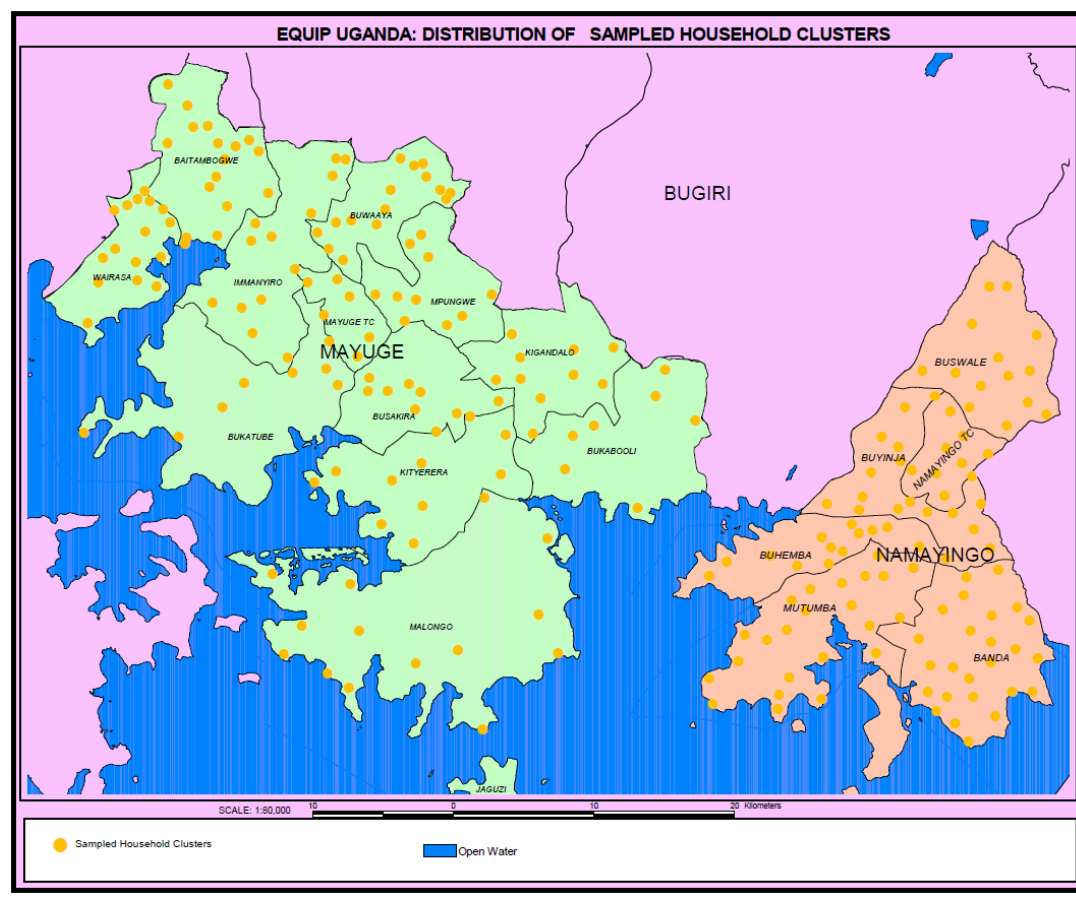 EQUIP UGANDA: DISTRIBUTION OF SAMPLED HOUSEHOLD CLUSTERS
BAITAMBOGWE
BUGIRI
BUWAAYA
WAIRASA
IMMANYIRO
MPUNGWE
MAYUGE TC
MAYUGE
KIGANDALO
BUSWALE
BUSAKIRA
BUKATUBE
BUKABOOLI
BUYINJA
NAMAYINGO TC
KITYERERA
BUHEMBA
NAMAYINGO
MUTUMBA
MALONGO
BANDA
JAGUZI
SCALE: 1:80,000
10 0 10 20 Kilometers
Sampled Household Clusters
Open Water